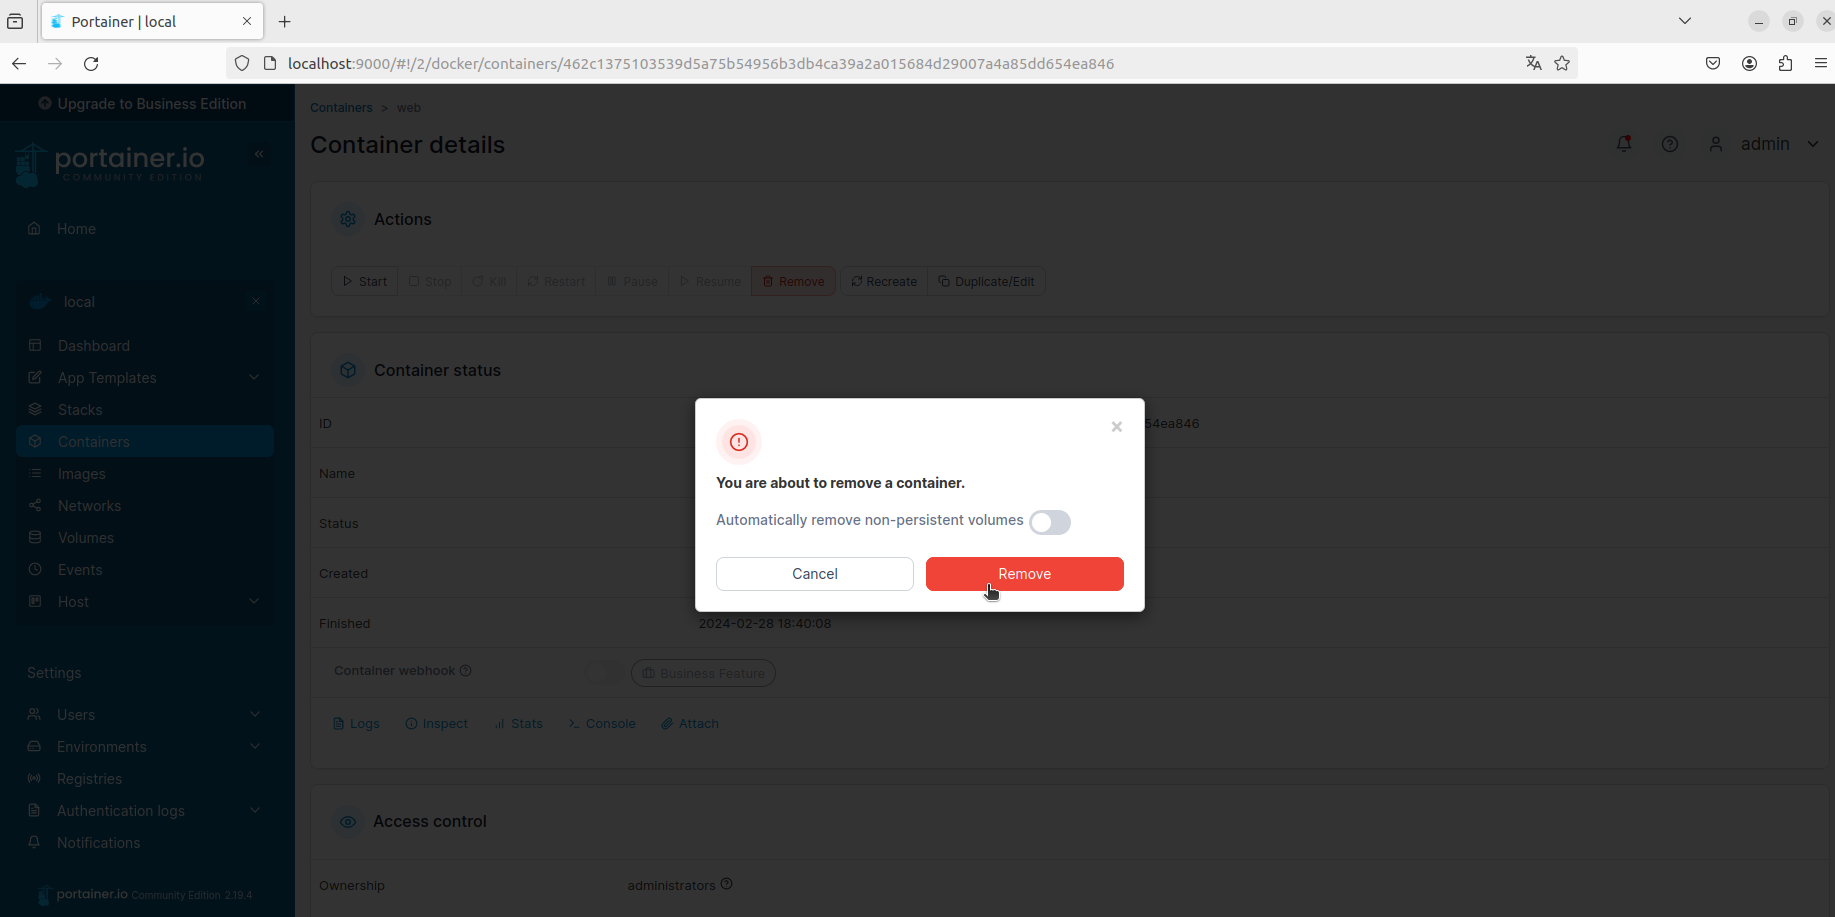 Portainer | local
localhost:9000/#!/2/docker/containers/462c1375103539d5a75b54956b3db4ca39a2a015684d29007a4a85dd654ea846
Upgrade to Business Edition
portainer.io
COMMUNITY EDITION
Home
local
Dashboard
App Templates
Stacks
Containers
Images
Networks
Volumes
Events
Host
Settings
Users
Environments
Registries
Authentication logs
Notifications
portainer.io Community Edition 2.19.4
Containers > web
Container details
admin
Actions
Start Stop Kill Restart Pause Resume Remove Recreate Duplicate/Edit
Container status
ID 54ea846
Name
Status
Created
Finished 2024-02-28 18:40:08
Container webhook Business Feature
Logs Inspect Stats Console Attach
Access control
Ownership administrators
You are about to remove a container.
Automatically remove non-persistent volumes
Cancel Remove